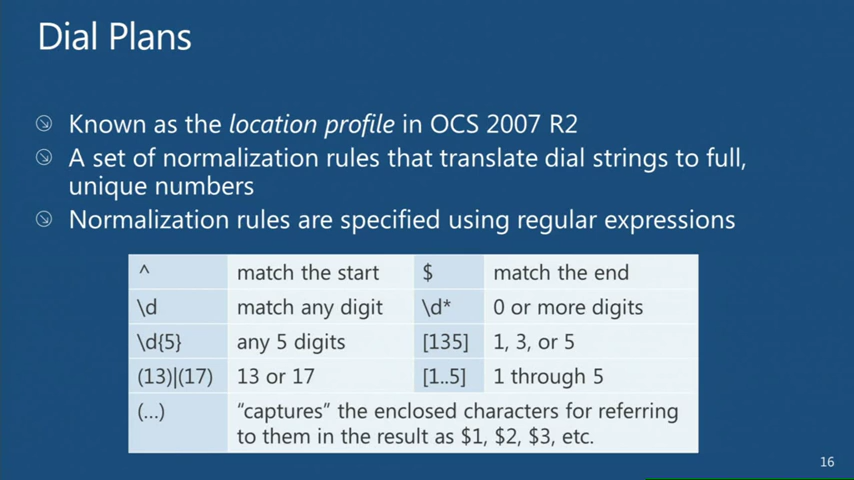 Dial Plans
Known as the location profile in OCS 2007 R2
A set of normalization rules that translate dial strings to full,
unique numbers
Normalization rules are specified using regular expressions
^ match the start $ match the end
\d match any digit \d* 0 or more digits
\d{5} any 5 digits [135] 1, 3, or 5
(13)|(17) 13 or 17 [1..5] 1 through 5
(...) "captures" the enclosed characters for referring
to them in the result as $1, $2, $3, etc.
16